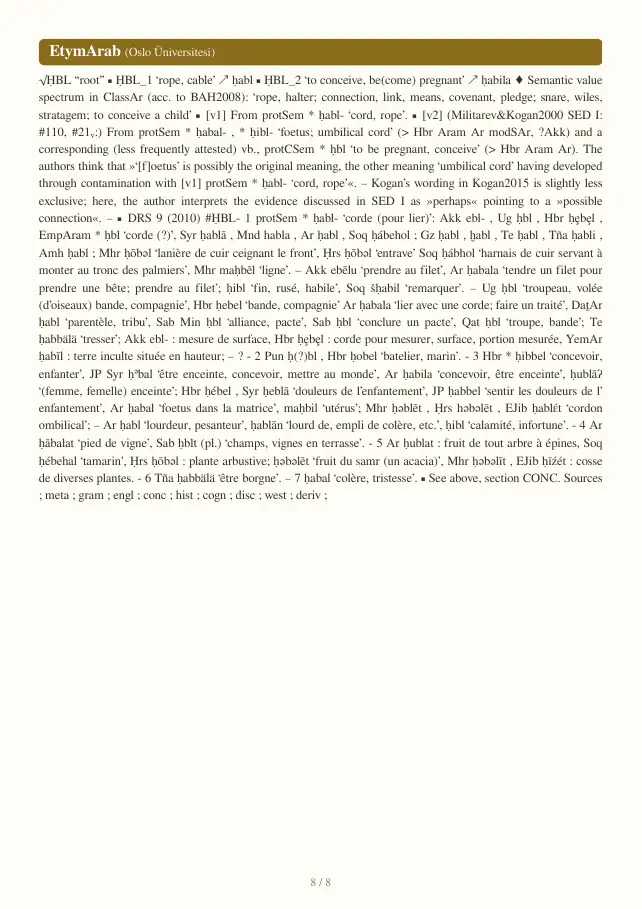 EtymArab (Oslo Üniversitesi)
√ḤBL “root” ▪ ḤBL_1 ‘rope, cable’ ↗ ḥabl ▪ ḤBL_2 ‘to conceive, be(come) pregnant’ ↗ ḥabila ♦ Semantic value
spectrum in ClassAr (acc. to BAH2008): ‘rope, halter; connection, link, means, covenant, pledge; snare, wiles,
stratagem; to conceive a child’ ▪ [v1] From protSem * ḥabl- ‘cord, rope’. ▪ [v2] (Militarev&Kogan2000 SED I:
#110, #21ᵥ:) From protSem * ḥabal- , * ḥibl- ‘foetus; umbilical cord’ (> Hbr Aram Ar modSAr, ?Akk) and a
corresponding (less frequently attested) vb., protCSem * ḥbl ‘to be pregnant, conceive’ (> Hbr Aram Ar). The
authors think that »‘[f]oetus’ is possibly the original meaning, the other meaning ‘umbilical cord’ having developed
through contamination with [v1] protSem * ḥabl- ‘cord, rope’«. – Kogan’s wording in Kogan2015 is slightly less
exclusive; here, the author interprets the evidence discussed in SED I as »perhaps« pointing to a »possible
connection«. – ▪ DRS 9 (2010) #ḤBL- 1 protSem * ḥabl- ‘corde (pour lier)’: Akk ebl- , Ug ḥbl , Hbr ḥẹbẹl ,
EmpAram * ḥbl ‘corde (?)’, Syr ḥablā , Mnd habla , Ar ḥabl , Soq ḥábehol ; Gz ḥabl , ḫabl , Te ḥabl , Tña ḥabli ,
Amh habl ; Mhr ḥōbəl ‘lanière de cuir ceignant le front’, Ḥrs ḥōbəl ‘entrave’ Soq ḥábhol ‘harnais de cuir servant à
monter au tronc des palmiers’, Mhr maḥbēl ‘ligne’. – Akk ebēlu ‘prendre au filet’, Ar ḥabala ‘tendre un filet pour
prendre une bête; prendre au filet’; ḥibl ‘fin, rusé, habile’, Soq šḥabil ‘remarquer’. – Ug ḥbl ‘troupeau, volée
(d’oiseaux) bande, compagnie’, Hbr ḥebel ‘bande, compagnie’ Ar ḥabala ‘lier avec une corde; faire un traité’, DaṯAr
ḥabl ‘parentèle, tribu’, Sab Min ḥbl ‘alliance, pacte’, Sab ḥbl ‘conclure un pacte’, Qat ḥbl ‘troupe, bande’; Te
ḥabbälä ‘tresser’; Akk ebl- : mesure de surface, Hbr ḥẹbẹl : corde pour mesurer, surface, portion mesurée, YemAr
ḥabīl : terre inculte située en hauteur; – ? - 2 Pun ḥ(?)bl , Hbr ḥobel ‘batelier, marin’. - 3 Hbr * ḥibbel ‘concevoir,
enfanter’, JP Syr ḥᵊbal ‘être enceinte, concevoir, mettre au monde’, Ar ḥabila ‘concevoir, être enceinte’, ḥublāʔ
‘(femme, femelle) enceinte’; Hbr ḥébel , Syr ḥeblā ‘douleurs de l’enfantement’, JP ḥabbel ‘sentir les douleurs de l’
enfantement’, Ar ḥabal ‘foetus dans la matrice’, maḥbil ‘utérus’; Mhr ḥəblēt , Ḥrs ḥəbəlēt , EJib ḥablɛ́t ‘cordon
ombilical’; – Ar ḥabl ‘lourdeur, pesanteur’, ḥablān ‘lourd de, empli de colère, etc.’, ḥibl ‘calamité, infortune’. - 4 Ar
ḥābalat ‘pied de vigne’, Sab ḥblt (pl.) ‘champs, vignes en terrasse’. - 5 Ar ḥublat : fruit de tout arbre à épines, Soq
ḥébehal ‘tamarin’, Ḥrs ḥōbəl : plante arbustive; ḥəbəlēt ‘fruit du samr (un acacia)’, Mhr ḥəbəlīt , EJib ḥīźét : cosse
de diverses plantes. - 6 Tña ḥabbälä ‘être borgne’. – 7 ḥabal ‘colère, tristesse’. ▪ See above, section CONC. Sources
; meta ; gram ; engl ; conc ; hist ; cogn ; disc ; west ; deriv ;
8 / 8